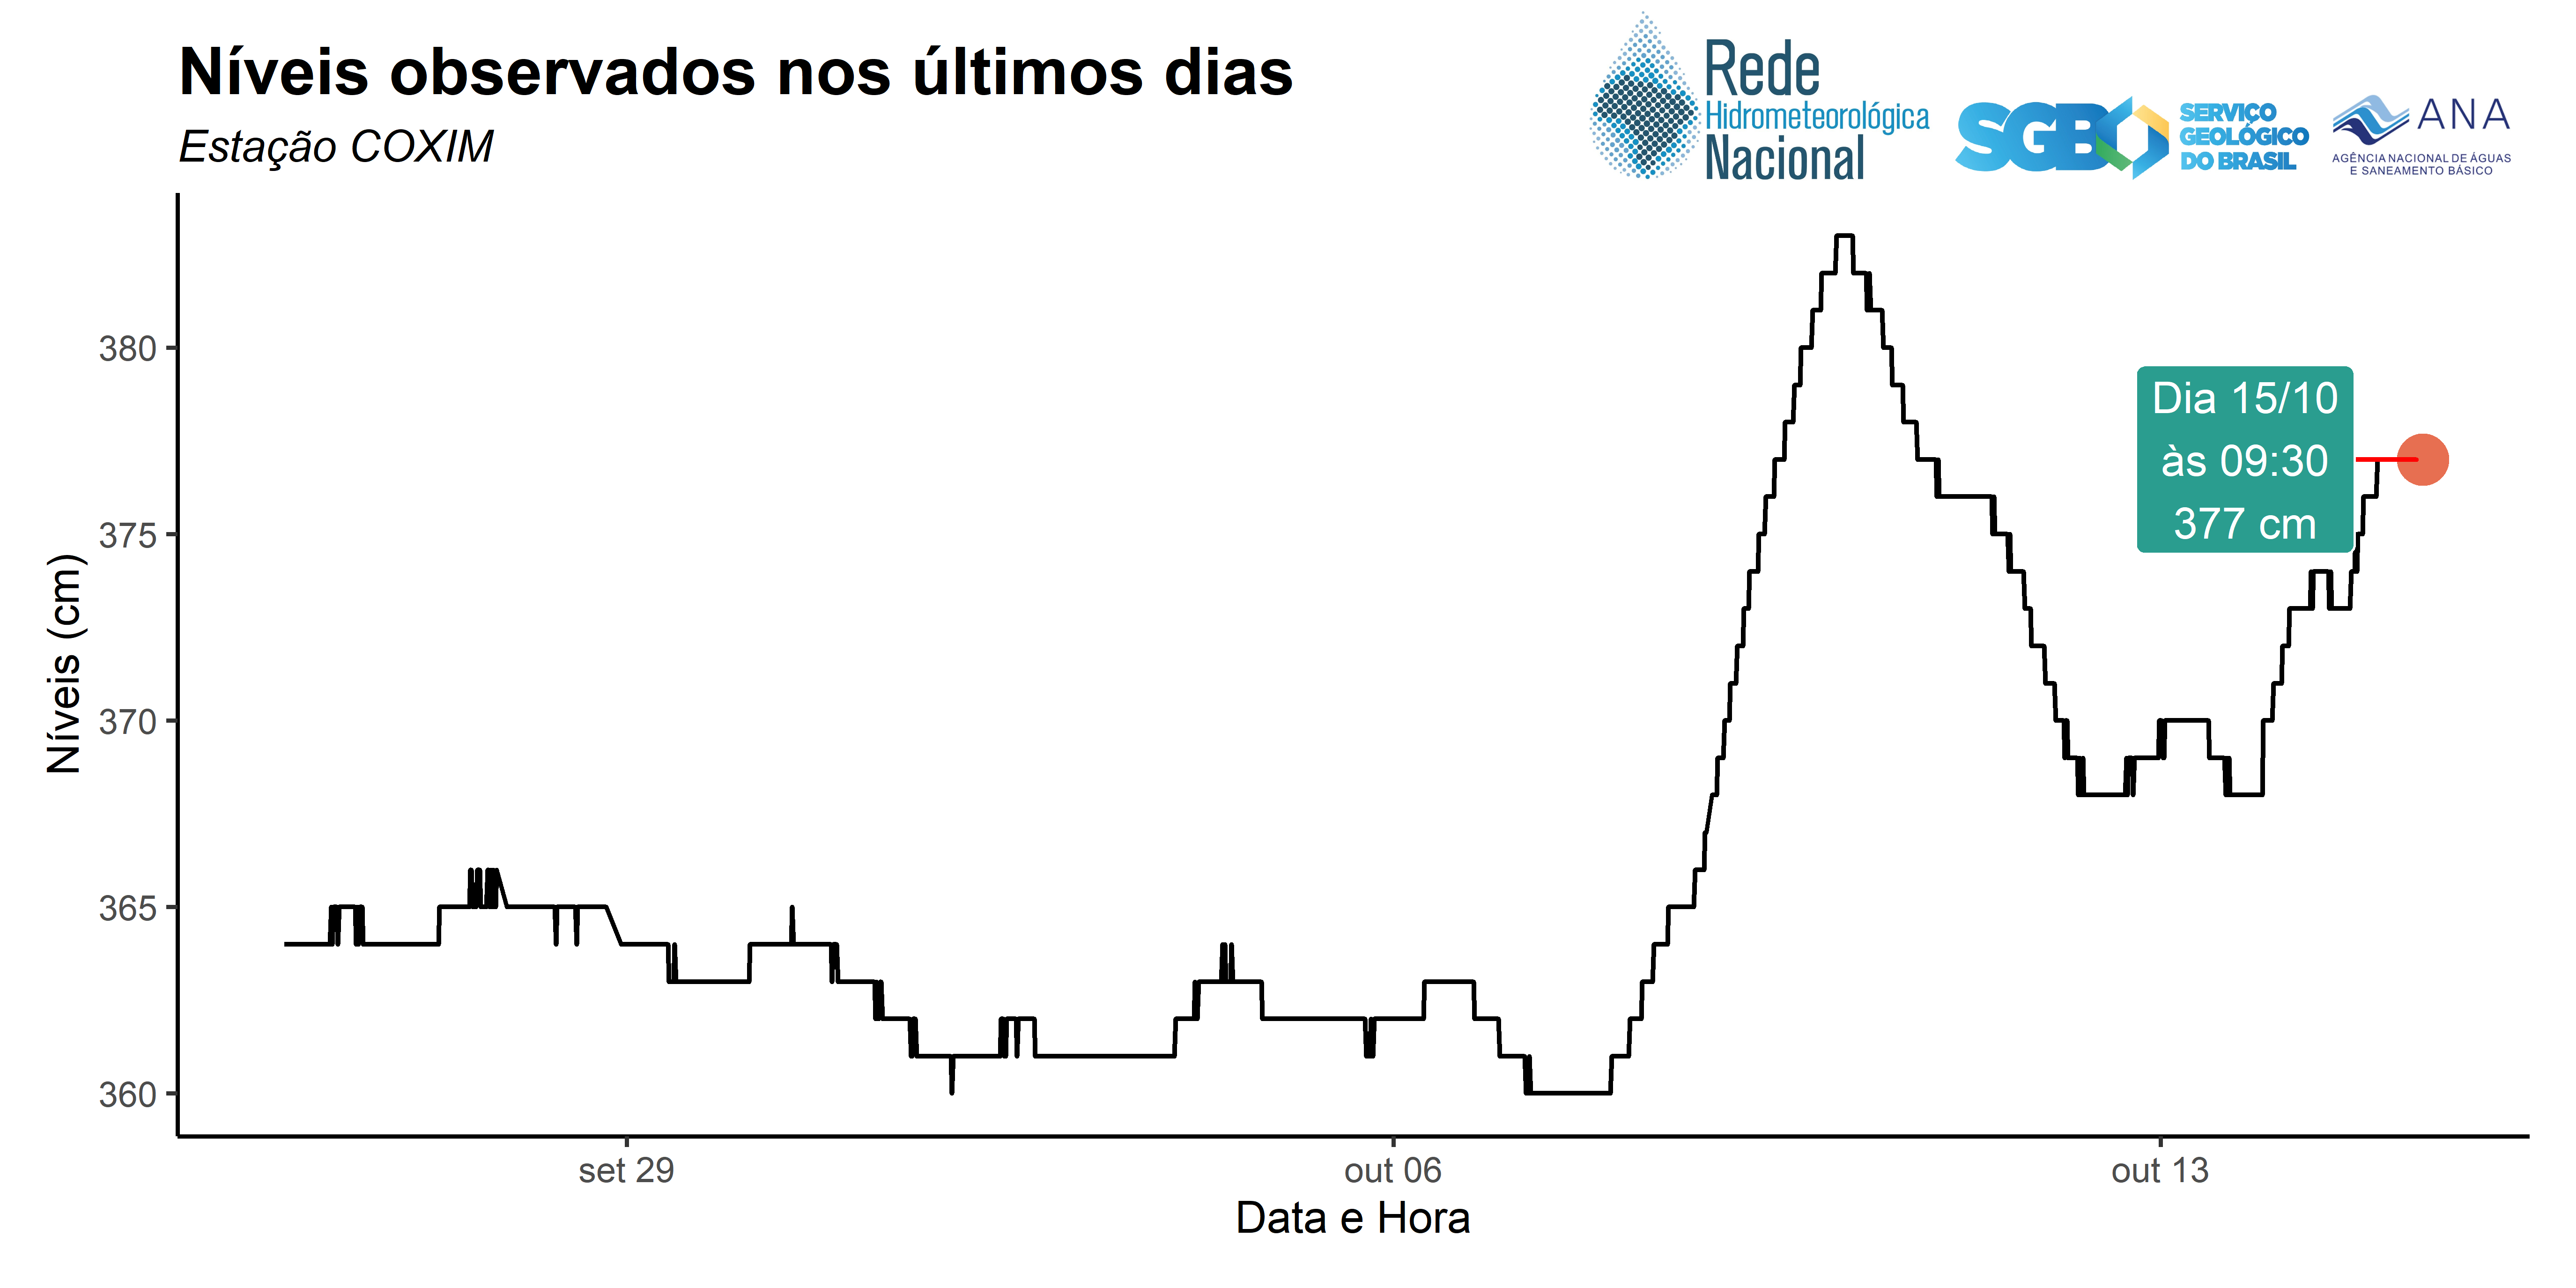 Níveis observados nos últimos dias
Estação COXIM
Rede
Hidrometeorológica
Nacional
SGB
SERVIÇO
GEOLÓGICO
DO BRASIL
ANA
AGÊNCIA NACIONAL DE ÁGUAS
E SANEAMENTO BÁSICO
Níveis (cm)
380
375
370
365
360
Dia 15/10
às 09:30
377 cm
set 29
out 06
out 13
Data e Hora